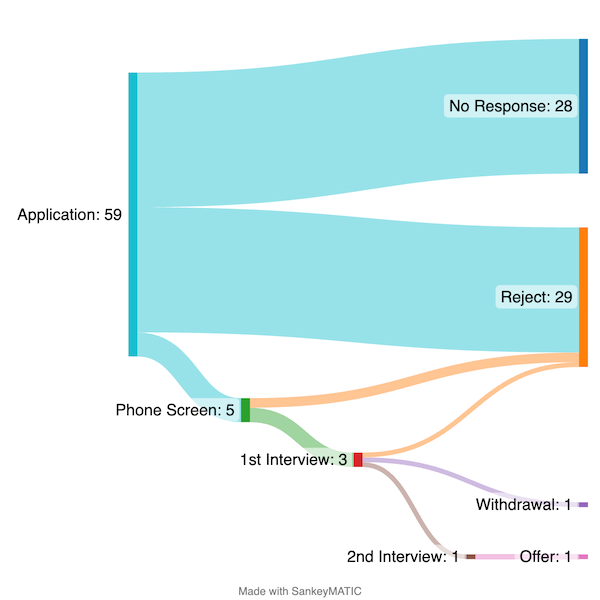 No Response: 28
Application: 59
Reject: 29
Phone Screen: 5
1st Interview: 3
Withdrawal: 1
2nd Interview: 1
Offer: 1
Made with SankeyMATIC